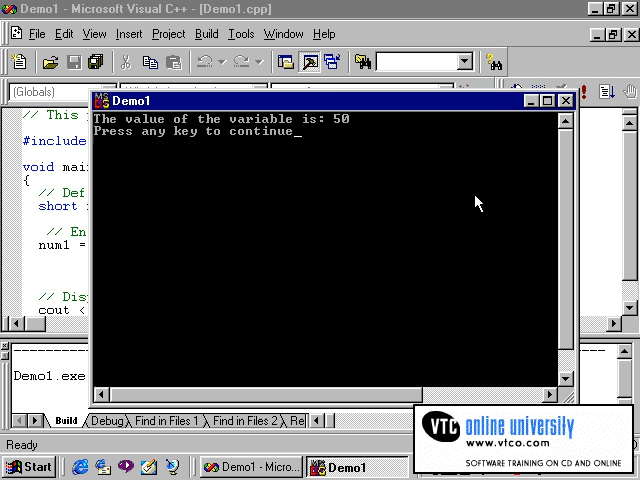 Demo1 - Microsoft Visual C++ - [Demo1.cpp]
File Edit View Insert Project Build Tools Window Help
(Globals)
Demo1
The value of the variable is: 50
Press any key to continue_
// This
#include
void mai
{
// Def
short
// En
num1 =
// Dis
cout <
Demo1.exe
Build Debug Find in Files 1 Find in Files 2 Re
Ready
VTC online university
www.vtco.com
SOFTWARE TRAINING ON CD AND ONLINE
Start Demo1 - Micro... Demo1